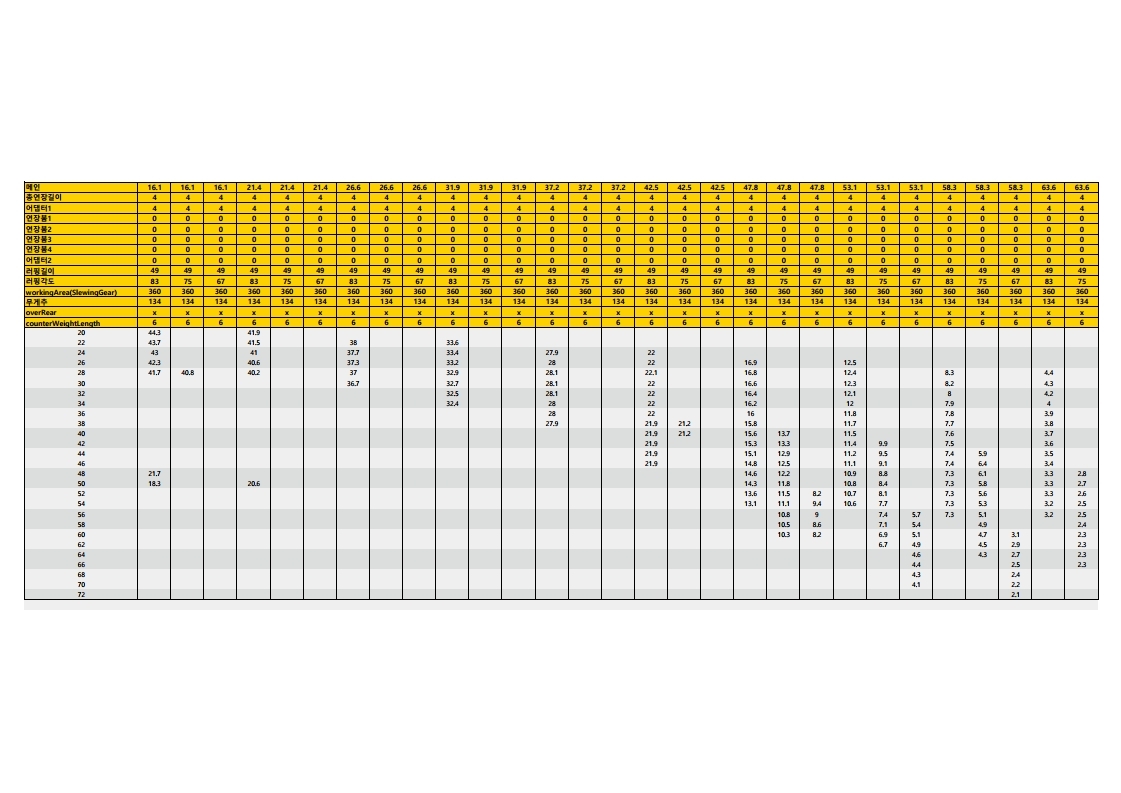 메인 16.1 16.1 16.1 21.4 21.4 21.4 26.6 26.6 26.6 31.9 31.9 31.9 37.2 37.2 37.2 42.5 42.5 42.5 47.8 47.8 47.8 53.1 53.1 53.1 58.3 58.3 58.3 63.6 63.6
총연장길이 4 4 4 4 4 4 4 4 4 4 4 4 4 4 4 4 4 4 4 4 4 4 4 4 4 4 4 4 4
어댑터1 4 4 4 4 4 4 4 4 4 4 4 4 4 4 4 4 4 4 4 4 4 4 4 4 4 4 4 4 4
연장붐1 0 0 0 0 0 0 0 0 0 0 0 0 0 0 0 0 0 0 0 0 0 0 0 0 0 0 0 0 0
연장붐2 0 0 0 0 0 0 0 0 0 0 0 0 0 0 0 0 0 0 0 0 0 0 0 0 0 0 0 0 0
연장붐3 0 0 0 0 0 0 0 0 0 0 0 0 0 0 0 0 0 0 0 0 0 0 0 0 0 0 0 0 0
연장붐4 0 0 0 0 0 0 0 0 0 0 0 0 0 0 0 0 0 0 0 0 0 0 0 0 0 0 0 0 0
어댑터2 0 0 0 0 0 0 0 0 0 0 0 0 0 0 0 0 0 0 0 0 0 0 0 0 0 0 0 0 0
러핑길이 49 49 49 49 49 49 49 49 49 49 49 49 49 49 49 49 49 49 49 49 49 49 49 49 49 49 49 49 49
러핑각도 83 75 67 83 75 67 83 75 67 83 75 67 83 75 67 83 75 67 83 75 67 83 75 67 83 75 67 83 75
workingArea(SlewingGear) 360 360 360 360 360 360 360 360 360 360 360 360 360 360 360 360 360 360 360 360 360 360 360 360 360 360 360 360 360
무게추 134 134 134 134 134 134 134 134 134 134 134 134 134 134 134 134 134 134 134 134 134 134 134 134 134 134 134 134 134
overRear x x x x x x x x x x x x x x x x x x x x x x x x x x x x x
counterWeightLength 6 6 6 6 6 6 6 6 6 6 6 6 6 6 6 6 6 6 6 6 6 6 6 6 6 6 6 6 6
20 44.3 41.9
22 43.7 41.5 38 33.6
24 43 41 37.7 33.4 27.9 22
26 42.3 40.6 37.3 33.2 28 22 16.9 12.5
28 41.7 40.8 40.2 37 32.9 28.1 22.1 16.8 12.4 8.3 4.4
30 36.7 32.7 28.1 22 16.6 12.3 8.2 4.3
32 32.5 28.1 22 16.4 12.1 8 4.2
34 32.4 28 22 16.2 12 7.9 4
36 28 22 16 11.8 7.8 3.9
38 27.9 21.9 21.2 15.8 11.7 7.7 3.8
40 21.9 21.2 15.6 13.7 11.5 7.6 3.7
42 21.9 15.3 13.3 11.4 9.9 7.5 3.6
44 21.9 15.1 12.9 11.2 9.5 7.4 5.9 3.5
46 21.9 14.8 12.5 11.1 9.1 7.4 6.4 3.4
48 21.7 14.6 12.2 10.9 8.8 7.3 6.1 3.3 2.8
50 18.3 20.6 14.3 11.8 10.8 8.4 7.3 5.8 3.3 2.7
52 13.6 11.5 8.2 10.7 8.1 7.3 5.6 3.3 2.6
54 13.1 11.1 9.4 10.6 7.7 7.3 5.3 3.2 2.5
56 10.8 9 7.4 5.7 7.3 5.1 3.2 2.5
58 10.5 8.6 7.1 5.4 4.9 2.4
60 10.3 8.2 6.9 5.1 4.7 3.1 2.3
62 6.7 4.9 4.5 2.9 2.3
64 4.6 4.3 2.7 2.3
66 4.4 2.5 2.3
68 4.3 2.4
70 4.1 2.2
72 2.1